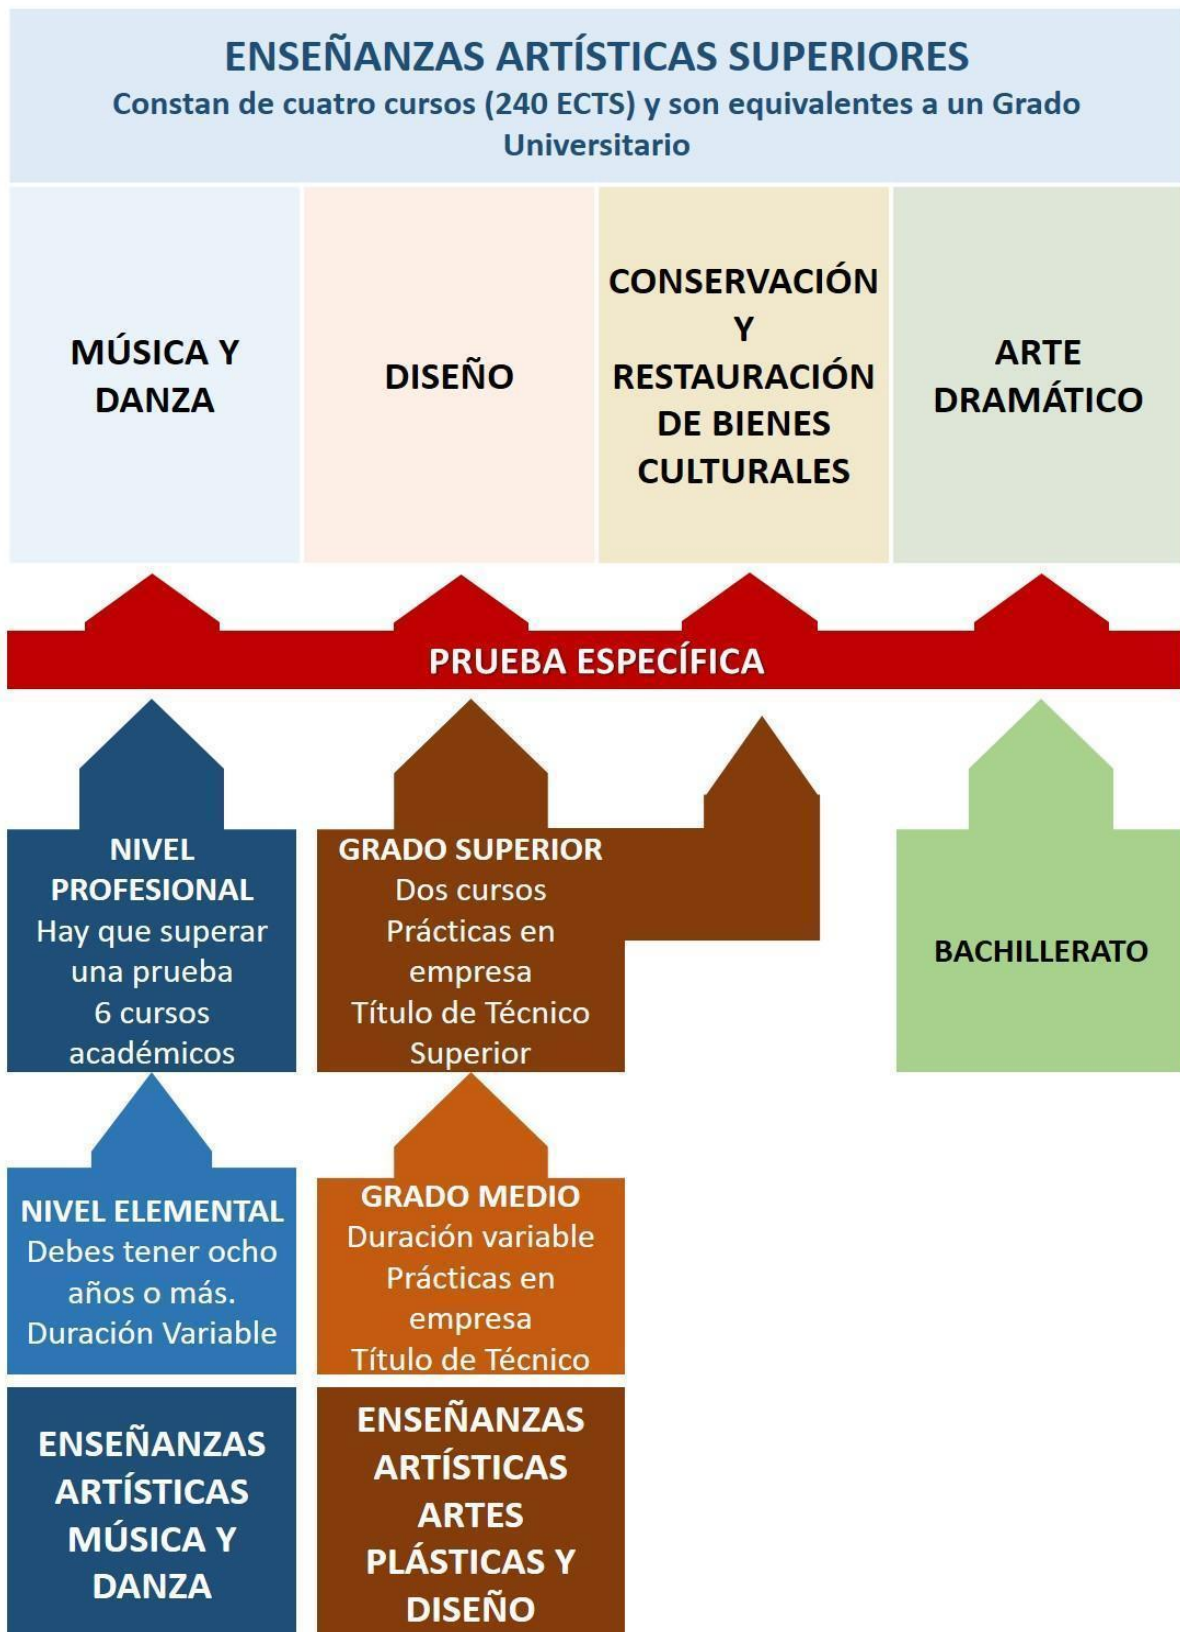 ENSEÑANZAS ARTÍSTICAS SUPERIORES
Constan de cuatro cursos (240 ECTS) y son equivalentes a un Grado
Universitario
MÚSICA Y
DANZA
DISEÑO
CONSERVACIÓN
Y
RESTAURACIÓN
DE BIENES
CULTURALES
ARTE
DRAMÁTICO
PRUEBA ESPECÍFICA
NIVEL
PROFESIONAL
Hay que superar
una prueba
6 cursos
académicos
GRADO SUPERIOR
Dos cursos
Prácticas en
empresa
Título de Técnico
Superior
BACHILLERATO
NIVEL ELEMENTAL
Debes tener ocho
años o más.
Duración Variable
GRADO MEDIO
Duración variable
Prácticas en
empresa
Título de Técnico
ENSEÑANZAS
ARTÍSTICAS
MÚSICA Y
DANZA
ENSEÑANZAS
ARTÍSTICAS
ARTES
PLÁSTICAS Y
DISEÑO